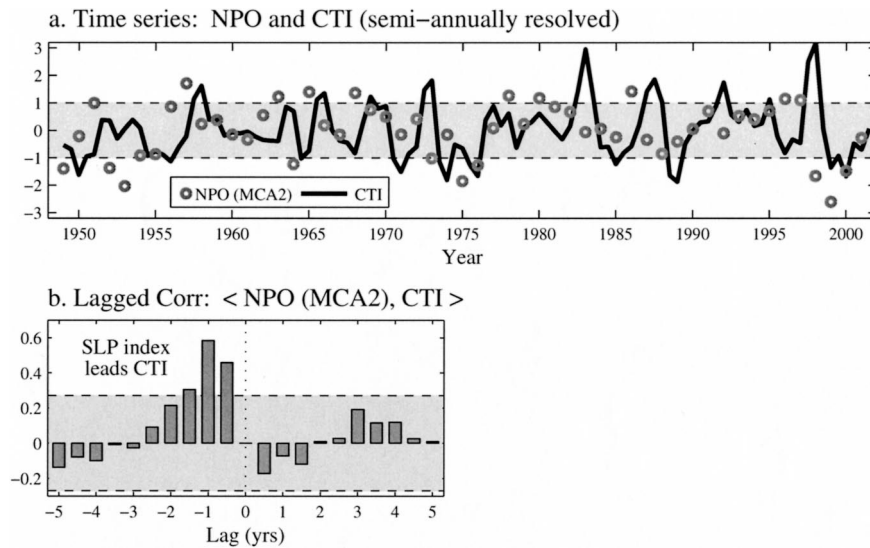 a. Time series: NPO and CTI (semi−annually resolved)
3
2
1
0
−1
−2
−3
NPO (MCA2) CTI
1950 1955 1960 1965 1970 1975 1980 1985 1990 1995 2000
Year
b. Lagged Corr: < NPO (MCA2), CTI >
SLP index
leads CTI
0.6
0.4
0.2
0
−0.2
−5 −4 −3 −2 −1 0 1 2 3 4 5
Lag (yrs)